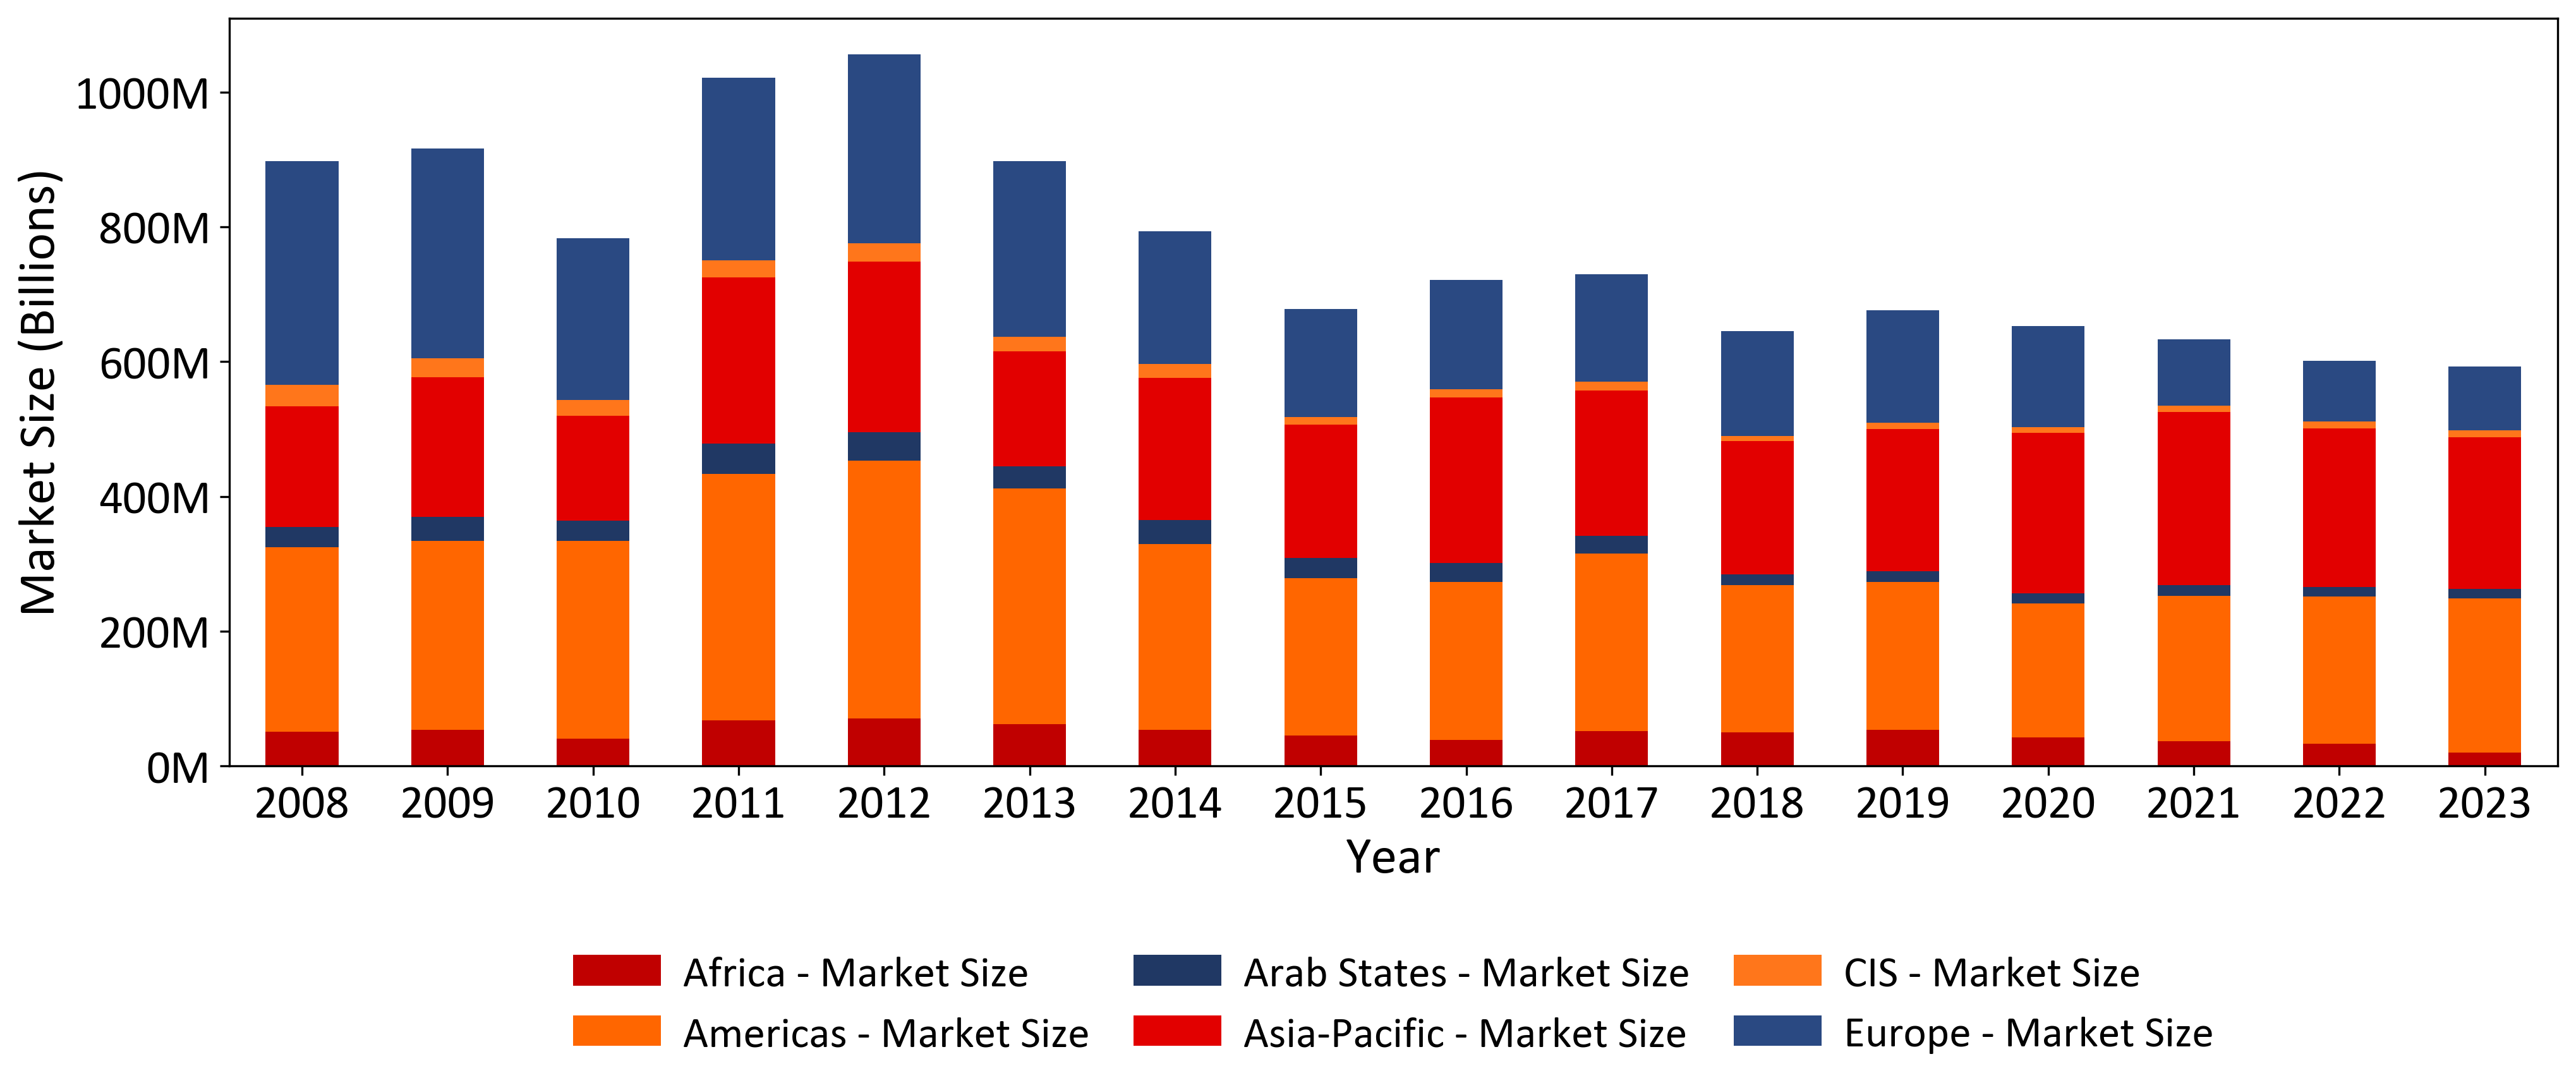 1000M
800M
600M
400M
200M
0M
Market Size (Billions)
2008 2009 2010 2011 2012 2013 2014 2015 2016 2017 2018 2019 2020 2021 2022 2023
Year
Africa - Market Size Arab States - Market Size CIS - Market Size
Americas - Market Size Asia-Pacific - Market Size Europe - Market Size